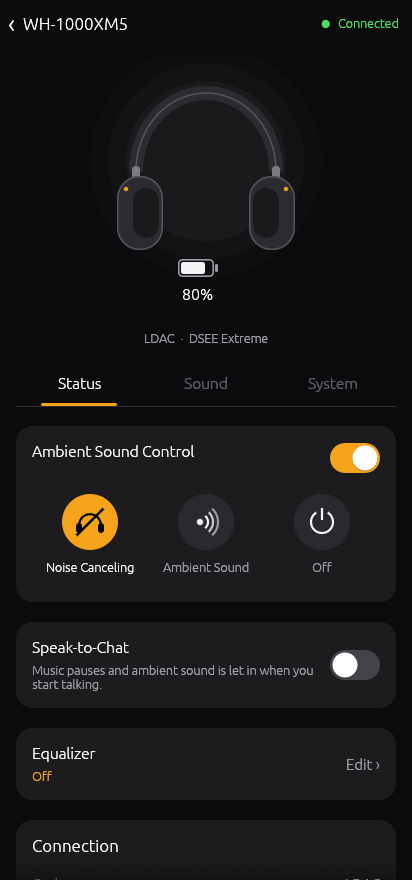 WH-1000XM5
Connected
80%
LDAC · DSEE Extreme
Status Sound System
Ambient Sound Control
Noise Canceling Ambient Sound Off
Speak-to-Chat
Music pauses and ambient sound is let in when you
start talking.
Equalizer
Off
Edit ›
Connection